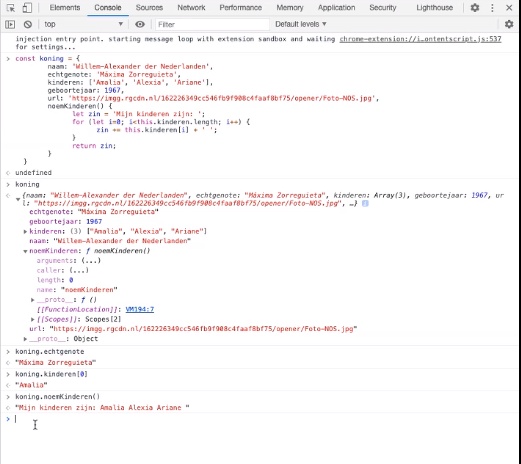 Elements Console Sources Network Performance Memory Application Security Lighthouse
top Filter Default levels ▾
injection entry point. starting message loop with extension sandbox and waiting chrome-extension://i…ontentscript.js:537
for settings...
> const koning = {
naam: 'Willem-Alexander der Nederlanden',
echtgenote: 'Máxima Zorreguieta',
kinderen: ['Amalia', 'Alexia', 'Ariane'],
geboortejaar: 1967,
url: 'https://imgg.rgcdn.nl/162226349cc546fb9f908c4faaf8bf75/opener/Foto-NOS.jpg',
noemKinderen() {
let zin = 'Mijn kinderen zijn: ';
for (let i=0; i<this.kinderen.length; i++) {
zin += this.kinderen[i] + ' ';
}
return zin;
}
}
undefined
> koning
{naam: "Willem-Alexander der Nederlanden", echtgenote: "Máxima Zorreguieta", kinderen: Array(3), geboortejaar: 1967, ur
l: "https://imgg.rgcdn.nl/162226349cc546fb9f908c4faaf8bf75/opener/Foto-NOS.jpg", …}
echtgenote: "Máxima Zorreguieta"
geboortejaar: 1967
kinderen: (3) ["Amalia", "Alexia", "Ariane"]
naam: "Willem-Alexander der Nederlanden"
noemKinderen: ƒ noemKinderen()
arguments: (...)
caller: (...)
length: 0
name: "noemKinderen"
__proto__: ƒ ()
[[FunctionLocation]]: VM194:7
[[Scopes]]: Scopes[2]
url: "https://imgg.rgcdn.nl/162226349cc546fb9f908c4faaf8bf75/opener/Foto-NOS.jpg"
__proto__: Object
> koning.echtgenote
"Máxima Zorreguieta"
> koning.kinderen[0]
"Amalia"
> koning.noemKinderen()
"Mijn kinderen zijn: Amalia Alexia Ariane "
>